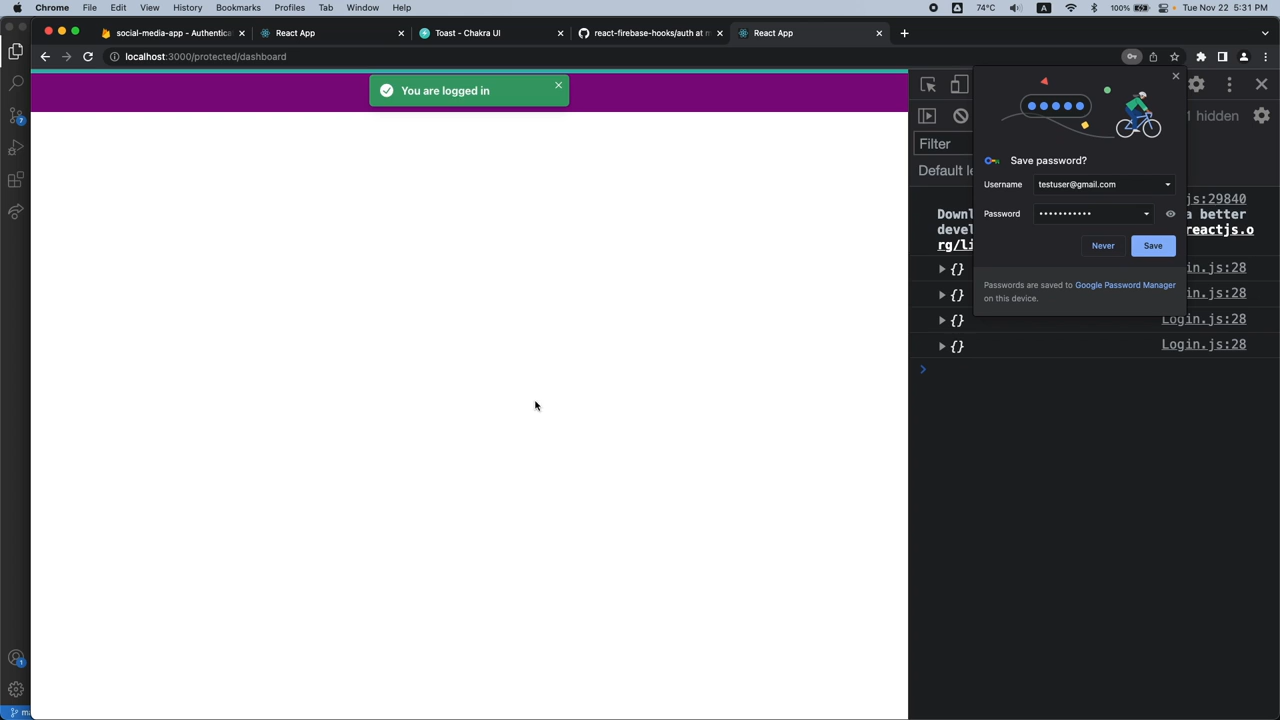 Chrome File Edit View History Bookmarks Profiles Tab Window Help 74°C A 100% Tue Nov 22 5:31 PM
social-media-app - Authentica React App Toast - Chakra UI react-firebase-hooks/auth at m React App
localhost:3000/protected/dashboard
You are logged in
1 hidden
Filter
Default le
Save password?
Username testuser@gmail.com
Password •••••••••••
Never Save
Passwords are saved to Google Password Manager
on this device.
js:29840
Downl a better
devel reactjs.o
rg/li
{} in.js:28
{} in.js:28
{} Login.js:28
{} Login.js:28
7
1